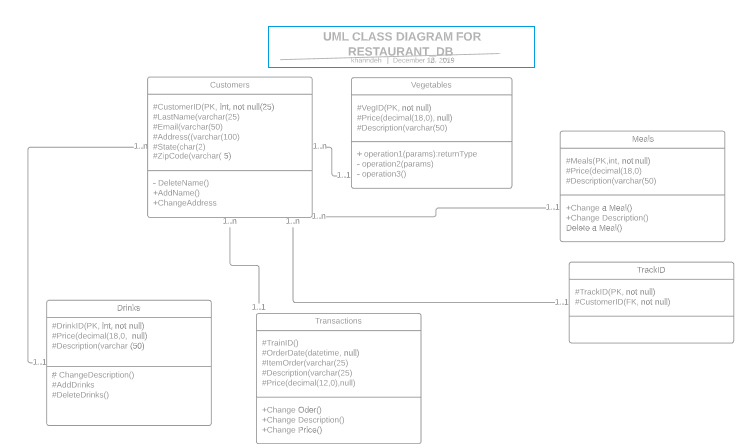 UML CLASS DIAGRAM FOR
RESTAURANT_DB
khanndeh | December 18, 2019
Customers
#CustomerID(PK, int, not null(25)
#LastName(varchar(25)
#Email(varchar(50)
#Address((varchar(100)
#State(char(2)
#ZipCode(varchar( 5)
- DeleteName()
+AddName()
+ChangeAddress
Vegetables
#VegID(PK, not null)
#Price(decimal(18,0), null)
#Description(varchar(50)
+ operation1(params):returnType
- operation2(params)
- operation3()
Meals
#Meals(PK,int, not null)
#Price(decimal(18,0)
#Description(varchar(50)
+Change a Meal()
+Change Description()
Delete a Meal()
1..n
1..n
1..1
1..n
1..1
1..n
1..n
TrackID
#TrackID(PK, not null)
#CustomerID(FK, not null)
1..1
1..1
Drinks
#DrinkID(PK, int, not null)
#Price(decimal(18,0, null)
#Description(varchar (50)
# ChangeDescription()
#AddDrinks
#DeleteDrinks()
1..1
Transactions
#TrainID()
#OrderDate(datetime, null)
#ItemOrder(varchar(25)
#Description(varchar(25)
#Price(decimal(12,0),null)
+Change Oder()
+Change Description()
+Change Price()